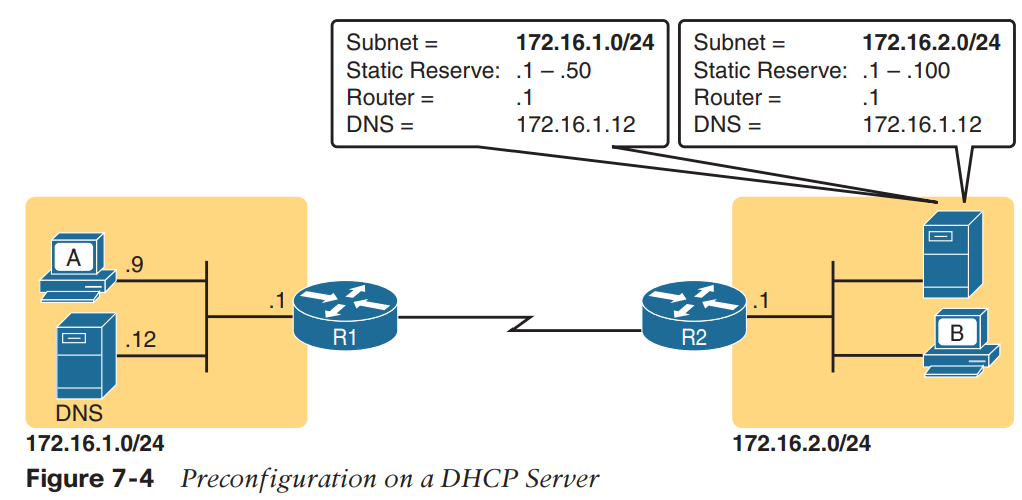 Subnet = 172.16.1.0/24
Static Reserve: .1 – .50
Router = .1
DNS = 172.16.1.12
Subnet = 172.16.2.0/24
Static Reserve: .1 – .100
Router = .1
DNS = 172.16.1.12
A
.9
.12
DNS
.1
R1
R2
.1
B
172.16.1.0/24
172.16.2.0/24
Figure 7-4 Preconfiguration on a DHCP Server